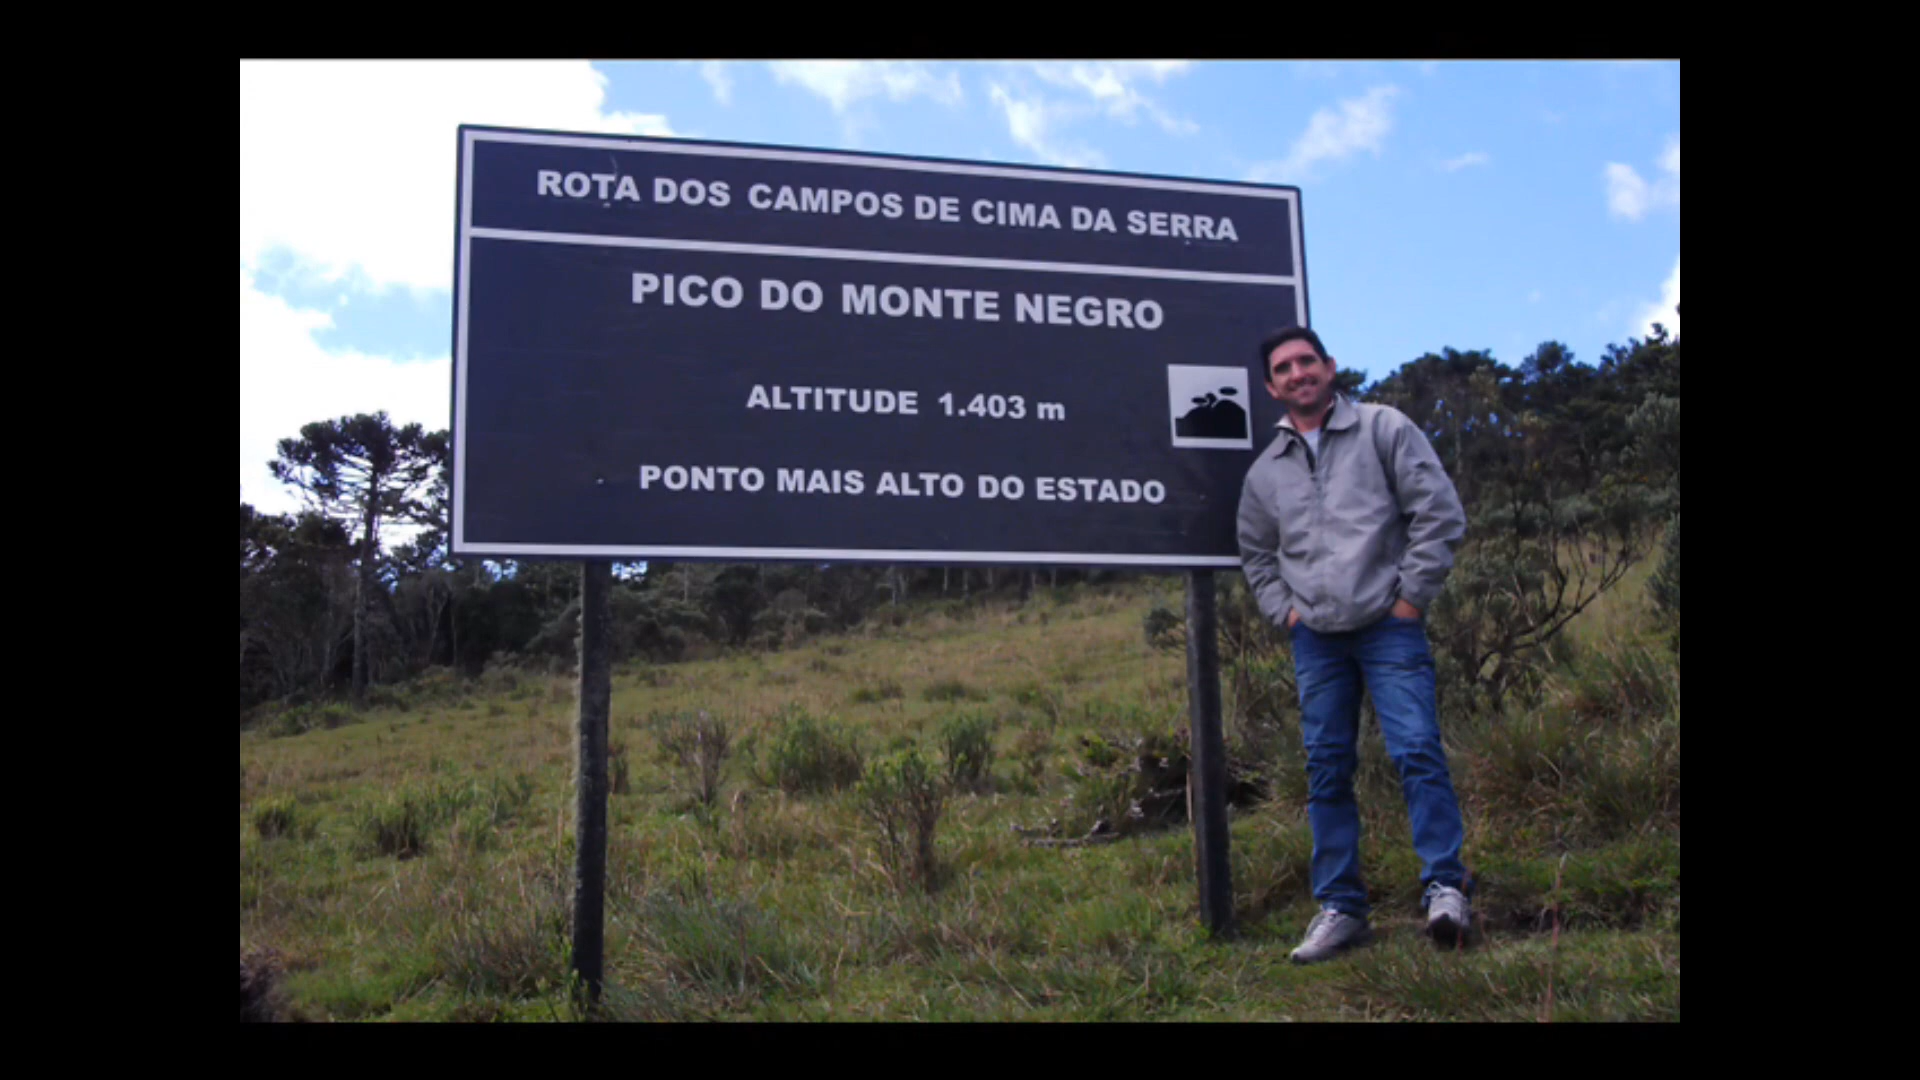 ROTA DOS CAMPOS DE CIMA DA SERRA
PICO DO MONTE NEGRO
ALTITUDE 1.403 m
PONTO MAIS ALTO DO ESTADO